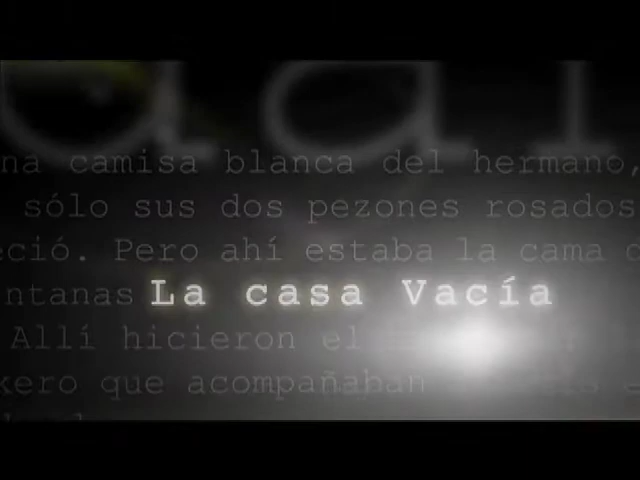 na camisa blanca del hermano,
sólo sus dos pezones rosados
eció. Pero ahí estaba la cama
ntanas La casa Vacía
Allí hicieron el
kero que acompañaban